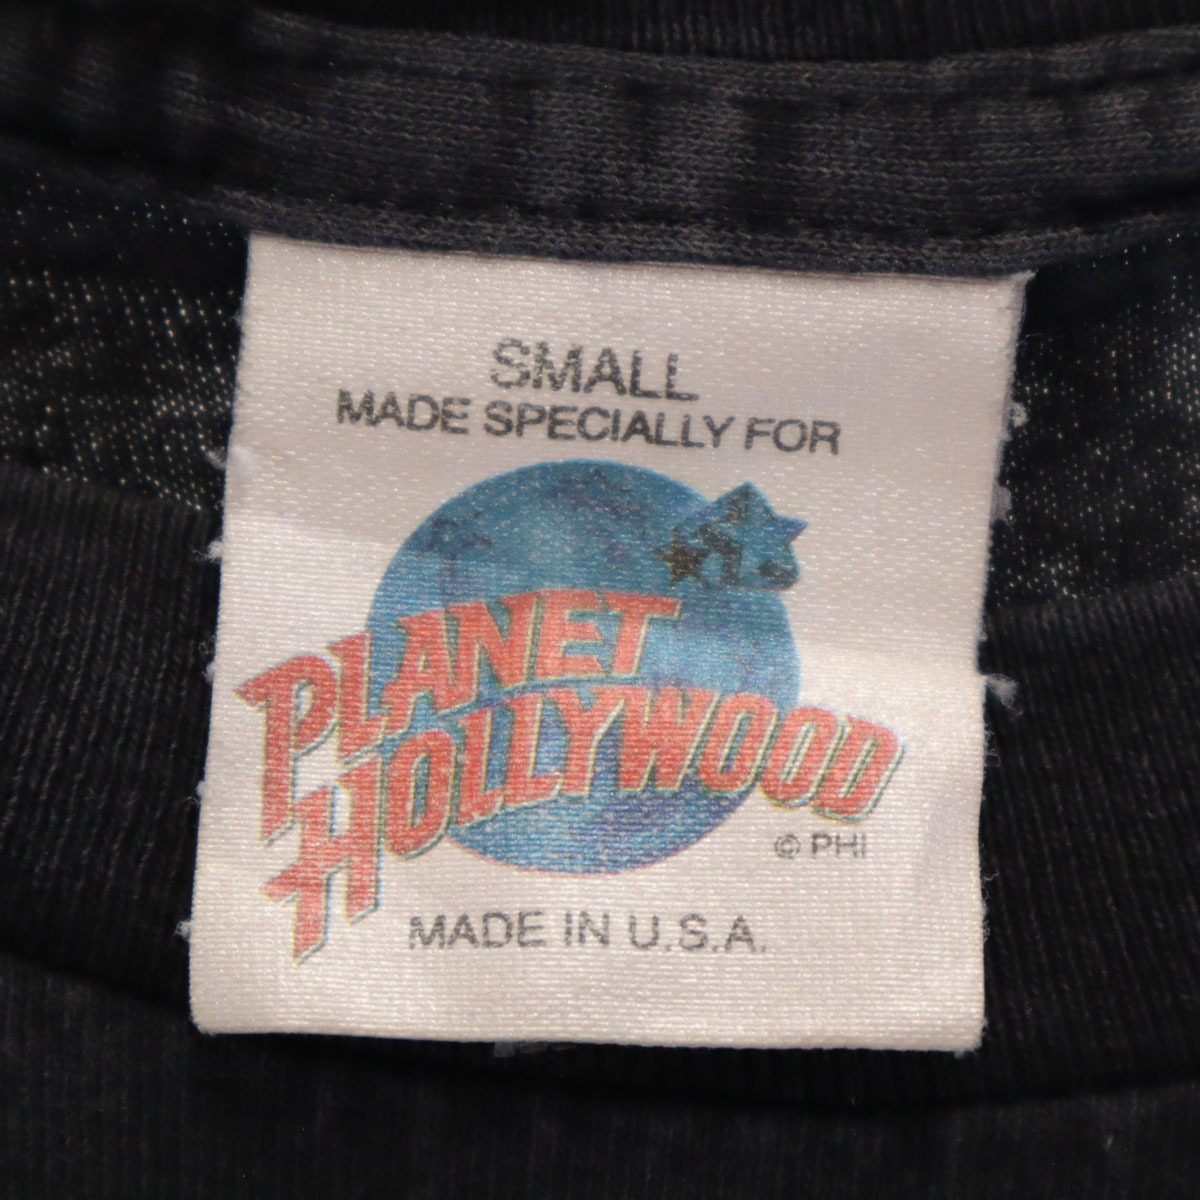 SMALL
MADE SPECIALLY FOR
PLANET
HOLLYWOOD
© PHI
MADE IN U.S.A.